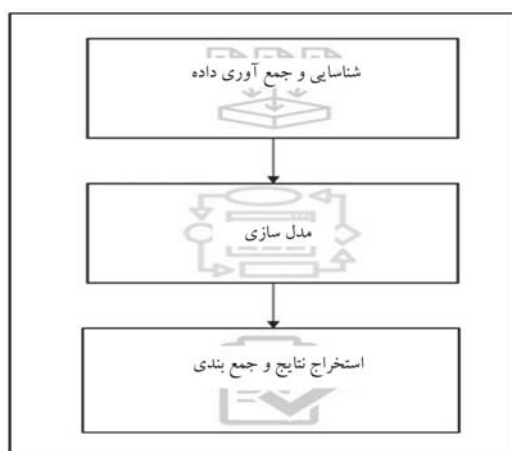 شناسایی و جمع آوری داده
مدل سازی
استخراج نتایج و جمع بندی